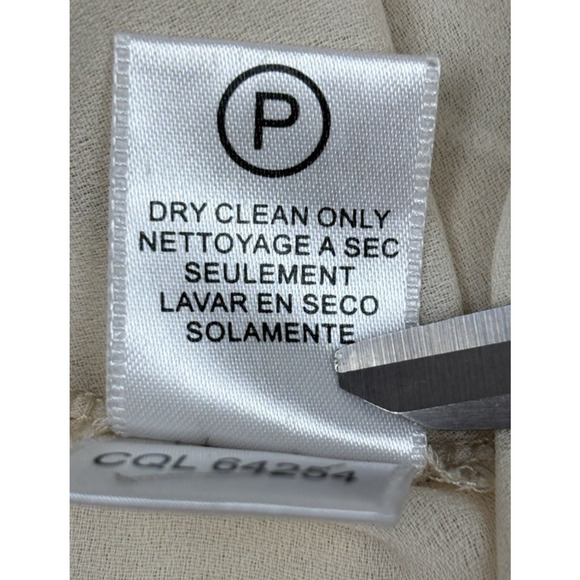 P
DRY CLEAN ONLY
NETTOYAGE A SEC
SEULEMENT
LAVAR EN SECO
SOLAMENTE
CQL 64254